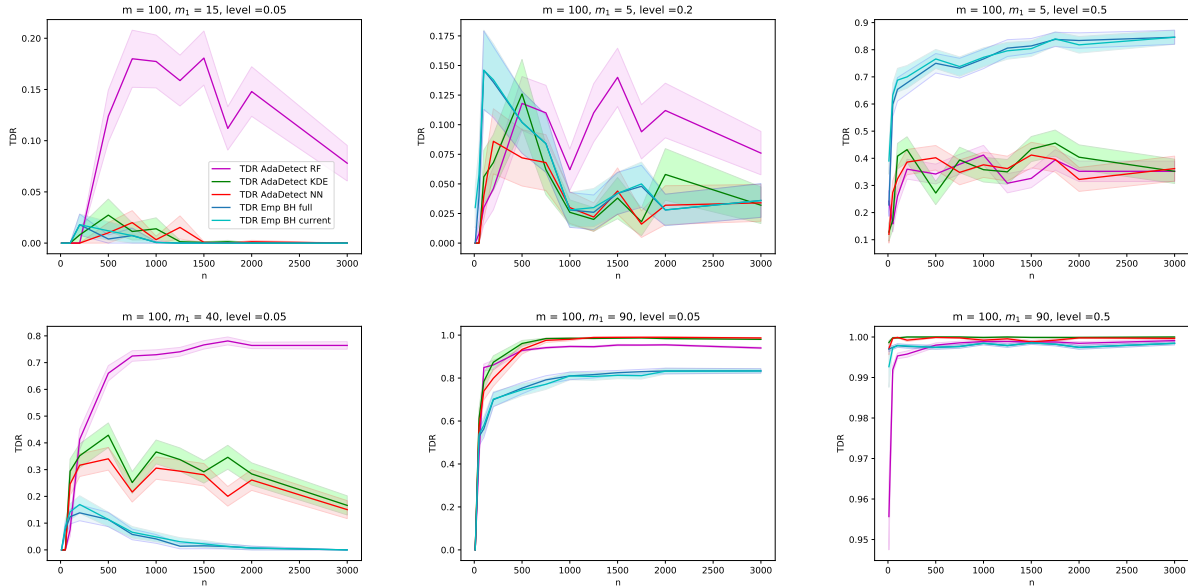 m = 100, m₁ = 15, level =0.05
TDR
0.20
0.15
0.10
0.05
0.00
TDR AdaDetect RF
TDR AdaDetect KDE
TDR AdaDetect NN
TDR Emp BH full
TDR Emp BH current
0 500 1000 1500 2000 2500 3000
n
m = 100, m₁ = 5, level =0.2
TDR
0.175
0.150
0.125
0.100
0.075
0.050
0.025
0.000
0 500 1000 1500 2000 2500 3000
n
m = 100, m₁ = 5, level =0.5
TDR
0.9
0.8
0.7
0.6
0.5
0.4
0.3
0.2
0.1
0 500 1000 1500 2000 2500 3000
n
m = 100, m₁ = 40, level =0.05
TDR
0.8
0.7
0.6
0.5
0.4
0.3
0.2
0.1
0.0
0 500 1000 1500 2000 2500 3000
n
m = 100, m₁ = 90, level =0.05
TDR
1.0
0.8
0.6
0.4
0.2
0.0
0 500 1000 1500 2000 2500 3000
n
m = 100, m₁ = 90, level =0.5
TDR
1.00
0.99
0.98
0.97
0.96
0.95
0 500 1000 1500 2000 2500 3000
n